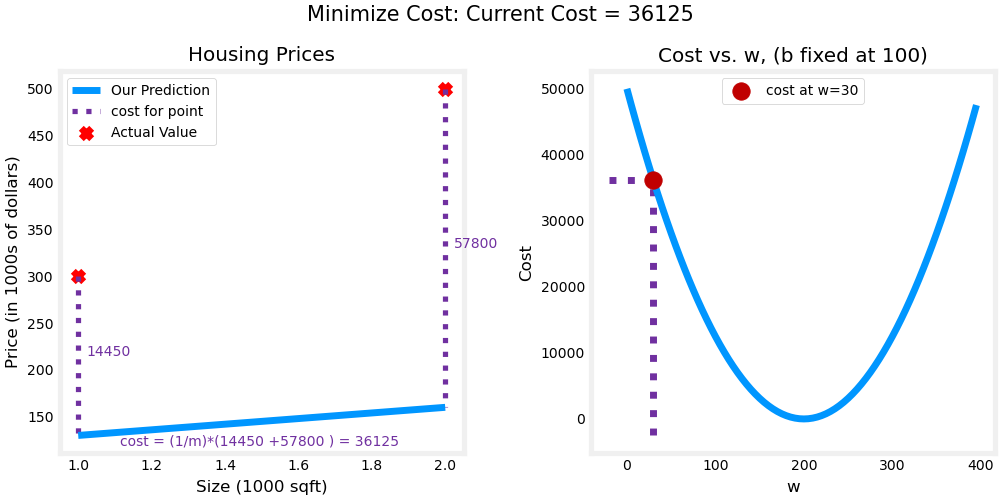 Minimize Cost: Current Cost = 36125
Housing Prices
Price (in 1000s of dollars)
500
450
400
350
300
250
200
150
Our Prediction
cost for point
Actual Value
57800
14450
cost = (1/m)*(14450 +57800 ) = 36125
1.0 1.2 1.4 1.6 1.8 2.0
Size (1000 sqft)
Cost vs. w, (b fixed at 100)
Cost
50000
40000
30000
20000
10000
0
cost at w=30
0 100 200 300 400
w